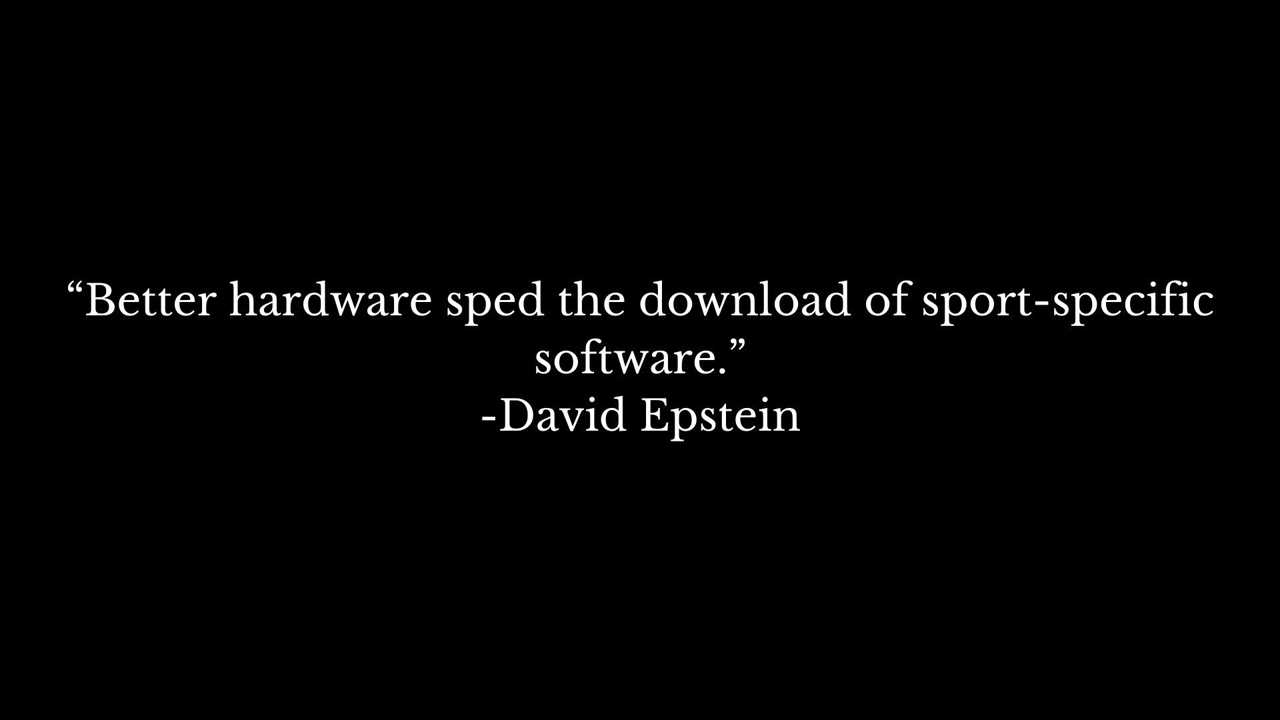 “Better hardware sped the download of sport-specific
software.”
-David Epstein